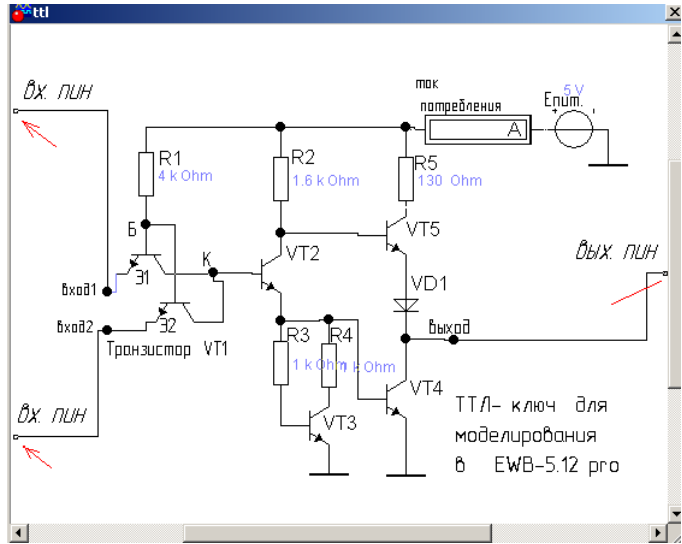 ttl
вх. пин
ток
потребления
Епит.
5 V
A
R1
4 k Ohm
R2
1.6 k Ohm
R5
130 Ohm
Б
К
VT2
VT5
вых. пин
Э1
вход1
VD1
Э2
вход2
Транзистор VT1
R3
1 k Ohm
R4
1 k Ohm
выход
VT4
вх. пин
VT3
ТТЛ- ключ для
моделирования
в EWB-5.12 pro